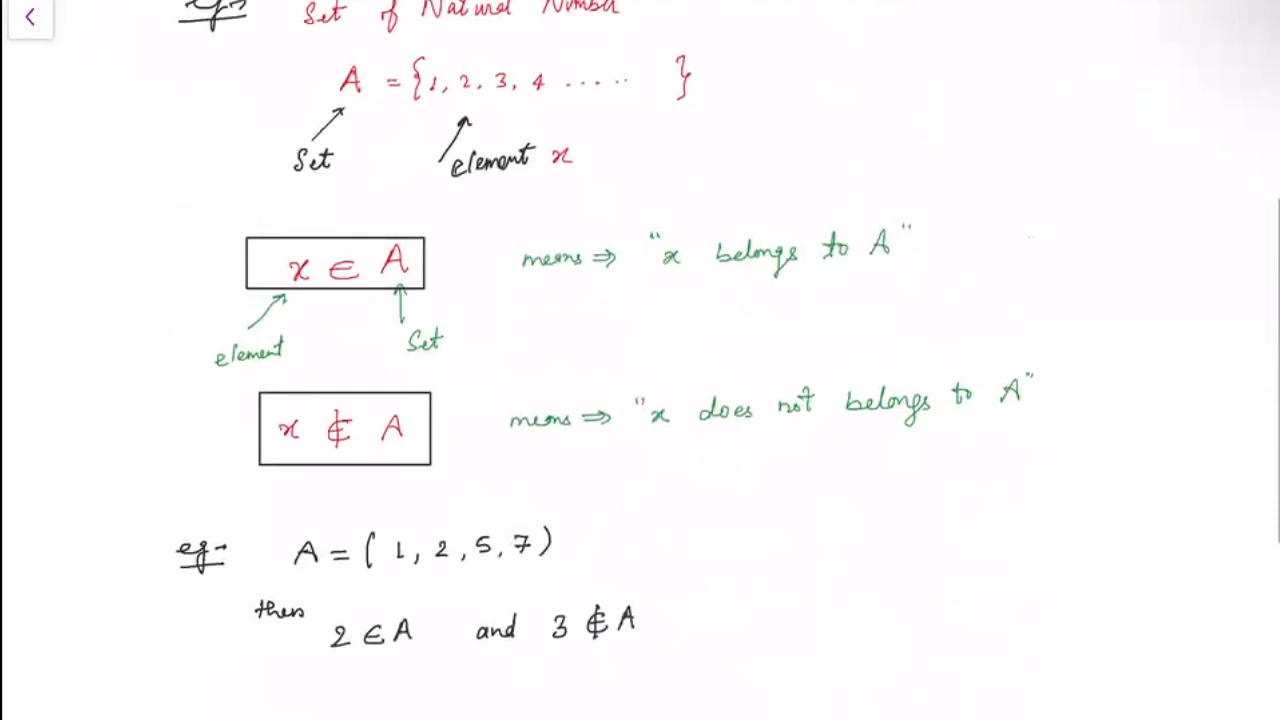 eg:-
Set of Natural Number
A = {1, 2, 3, 4 ...... }
Set
element x
x ∈ A
means ⇒ "x belongs to A"
element
Set
x ∉ A
means ⇒ "x does not belongs to A"
eg:- A = ( 1, 2, 5, 7 )
then
2 ∈ A and 3 ∉ A